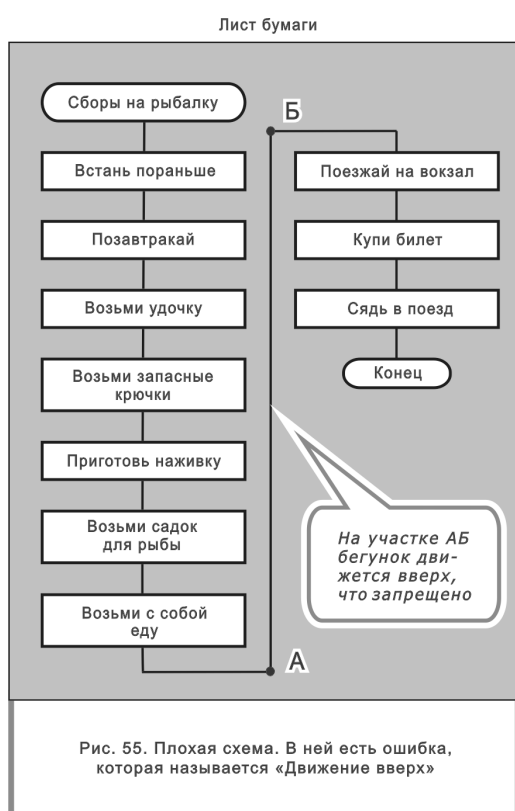 Лист бумаги
Сборы на рыбалку
Встань пораньше
Позавтракай
Возьми удочку
Возьми запасные
крючки
Приготовь наживку
Возьми садок
для рыбы
Возьми с собой
еду
А
Б
Поезжай на вокзал
Купи билет
Сядь в поезд
Конец
На участке АБ
бегунок дви-
жется вверх,
что запрещено
Рис. 55. Плохая схема. В ней есть ошибка,
которая называется «Движение вверх»